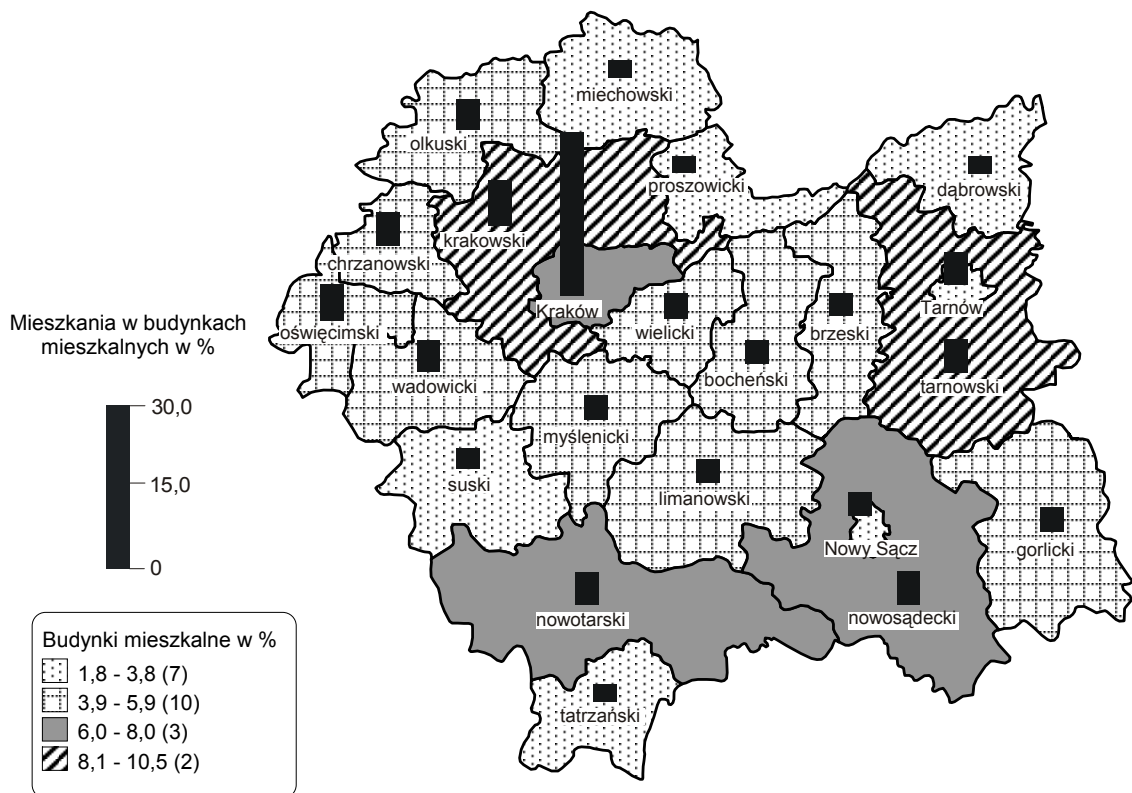 miechowski
olkuski
proszowicki
dąbrowski
krakowski
chrzanowski
Tarnów
Kraków
oświęcimski
wielicki
brzeski
Mieszkania w budynkach
mieszkalnych w %
wadowicki
bocheński
tarnowski
30,0
myślenicki
suski
15,0
limanowski
Nowy Sącz
gorlicki
0
nowotarski
nowosądecki
Budynki mieszkalne w %
1,8 - 3,8 (7)
3,9 - 5,9 (10)
6,0 - 8,0 (3)
8,1 - 10,5 (2)
tatrzański